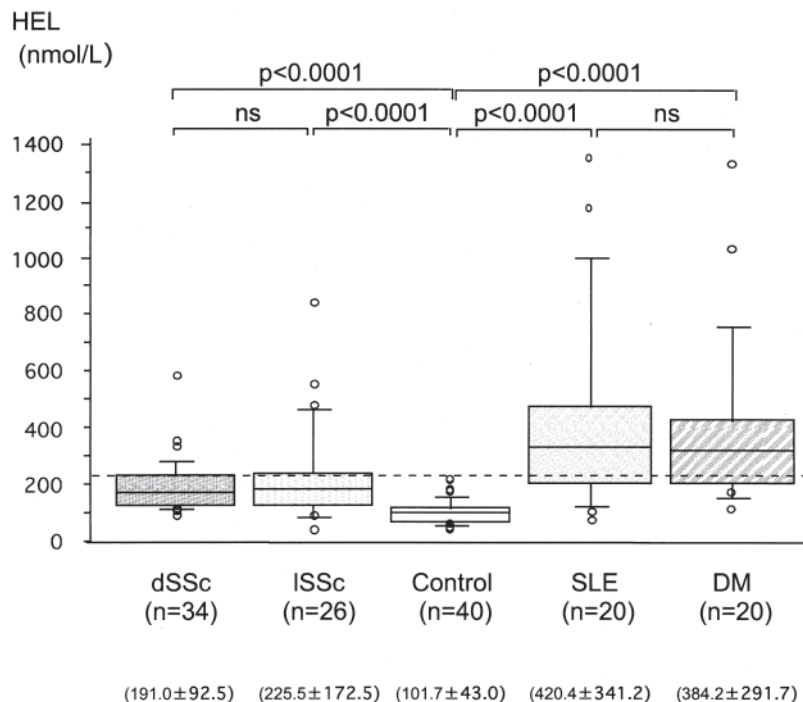 HEL
(nmol/L)
p<0.0001 p<0.0001
ns p<0.0001 p<0.0001 ns
1400
1200
1000
800
600
400
200
0
dSSc lSSc Control SLE DM
(n=34) (n=26) (n=40) (n=20) (n=20)
(191.0±92.5) (225.5±172.5) (101.7±43.0) (420.4±341.2) (384.2±291.7)